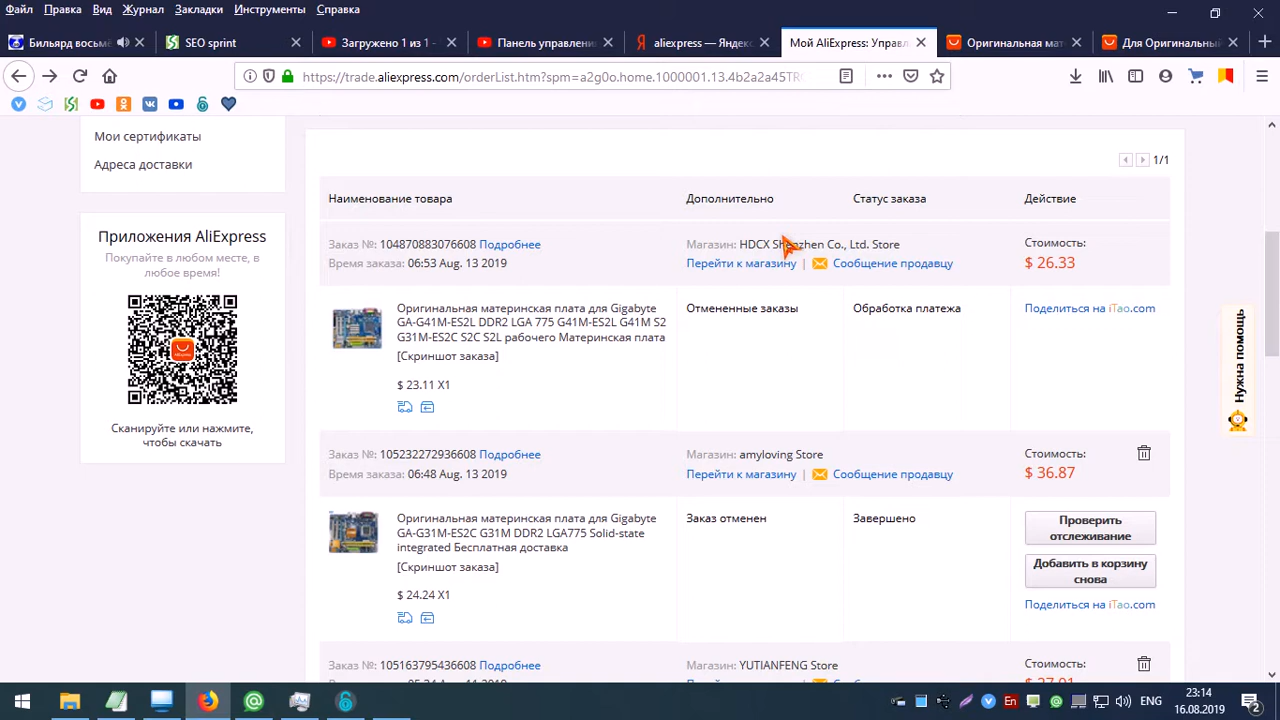 Файл Правка Вид Журнал Закладки Инструменты Справка
Бильярд восьм
SEO sprint
Загружено 1 из 1 -
Панель управлени
aliexpress — Яндекс
Мой AliExpress: Управл
Оригинальная мат
Для Оригинальый
https://trade.aliexpress.com/orderList.htm?spm=a2g0o.home.1000001.13.4b2a2a45TR
Мои сертификаты
Адреса доставки
1/1
Наименование товара Дополнительно Статус заказа Действие
Приложения AliExpress
Покупайте в любом месте, в
любое время!
AliExpress
Сканируйте или нажмите,
чтобы скачать
Заказ №: 104870883076608 Подробнее
Время заказа: 06:53 Aug. 13 2019
Магазин: HDCX Shenzhen Co., Ltd. Store
Перейти к магазину | Сообщение продавцу
Стоимость:
$ 26.33
Оригинальная материнская плата для Gigabyte
GA-G41M-ES2L DDR2 LGA 775 G41M-ES2L G41M S2
G31M-ES2C S2C S2L рабочего Материнская плата
[Скриншот заказа]
$ 23.11 X1
Отмененные заказы
Обработка платежа
Поделиться на iTao.com
Заказ №: 105232272936608 Подробнее
Время заказа: 06:48 Aug. 13 2019
Магазин: amyloving Store
Перейти к магазину | Сообщение продавцу
Стоимость:
$ 36.87
Оригинальная материнская плата для Gigabyte
GA-G31M-ES2C G31M DDR2 LGA775 Solid-state
integrated Бесплатная доставка
[Скриншот заказа]
$ 24.24 X1
Заказ отменен
Завершено
Проверить
отслеживание
Добавить в корзину
снова
Поделиться на iTao.com
Заказ №: 105163795436608 Подробнее
Магазин: YUTIANFENG Store
Стоимость:
Нужна помощь
En
ENG
23:14
16.08.2019
2